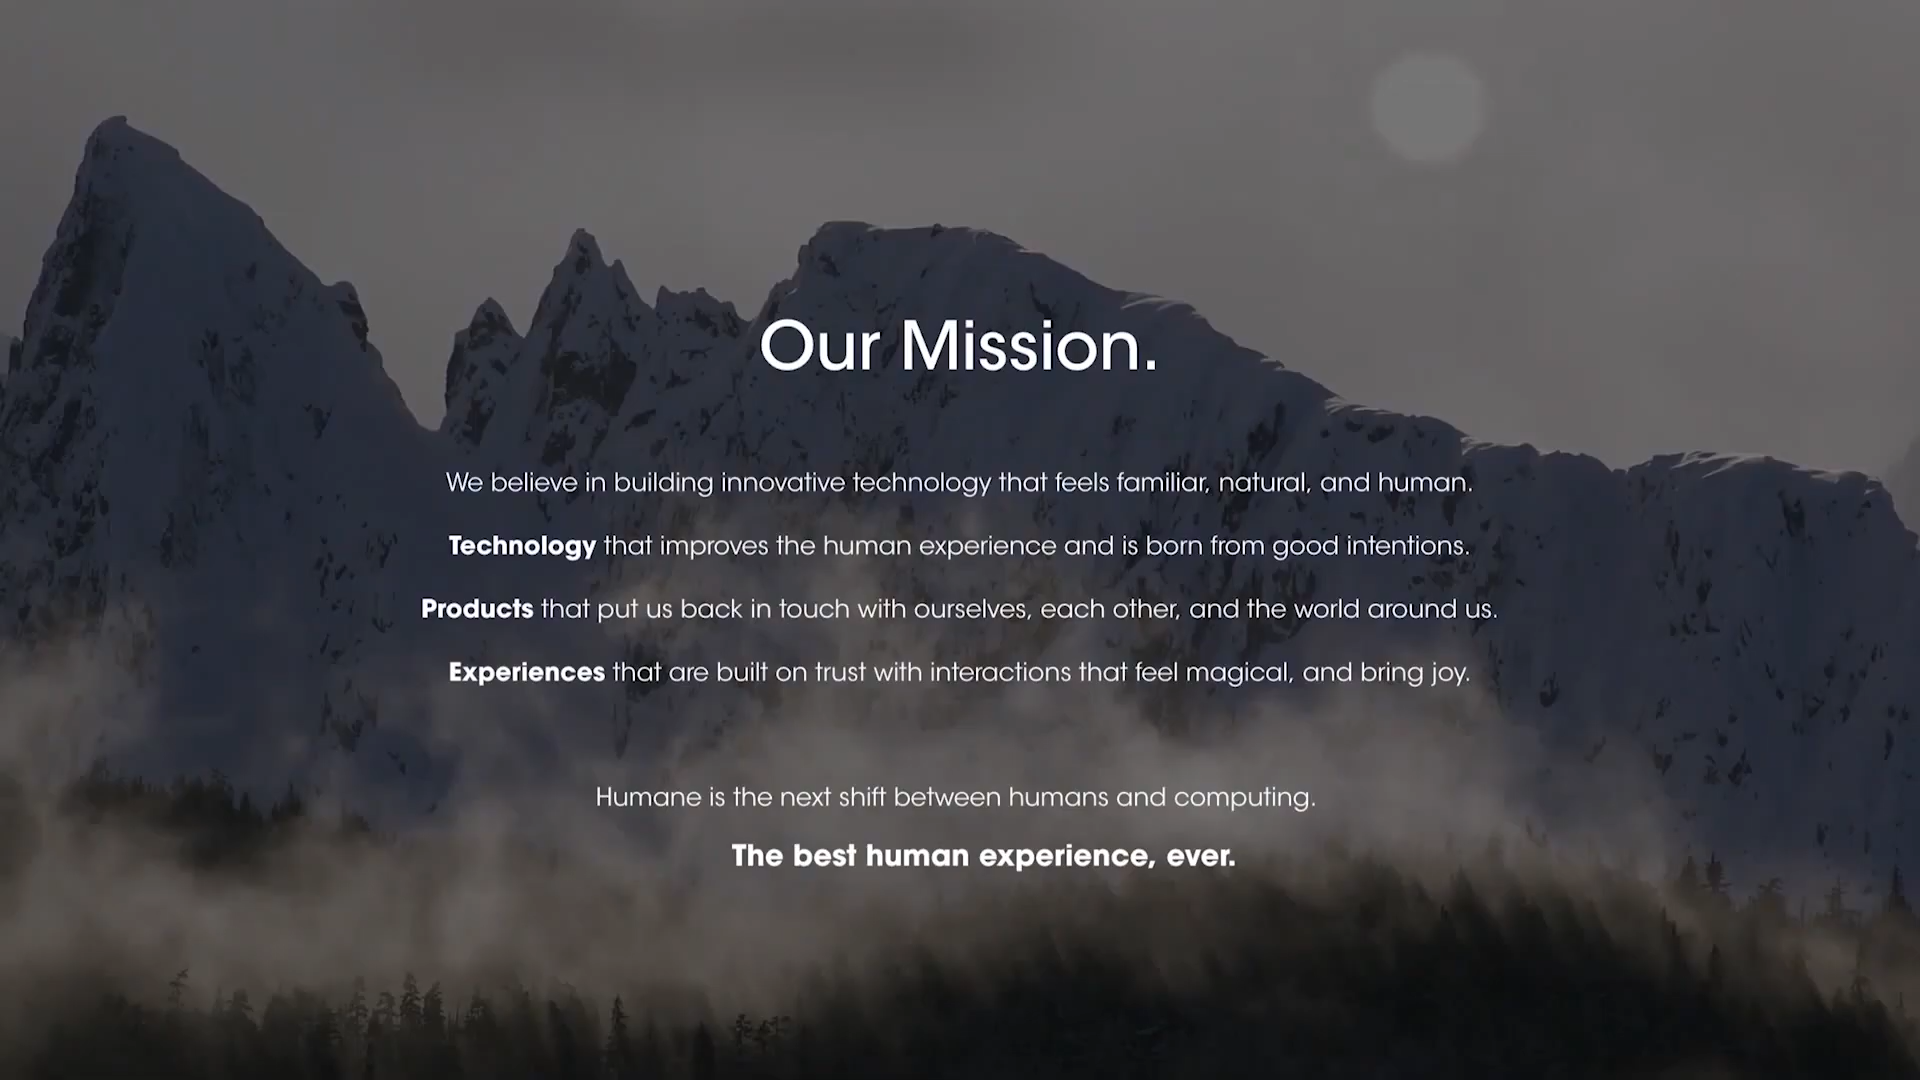 Our Mission.
We believe in building innovative technology that feels familiar, natural, and human.
Technology that improves the human experience and is born from good intentions.
Products that put us back in touch with ourselves, each other, and the world around us.
Experiences that are built on trust with interactions that feel magical, and bring joy.
Humane is the next shift between humans and computing.
The best human experience, ever.